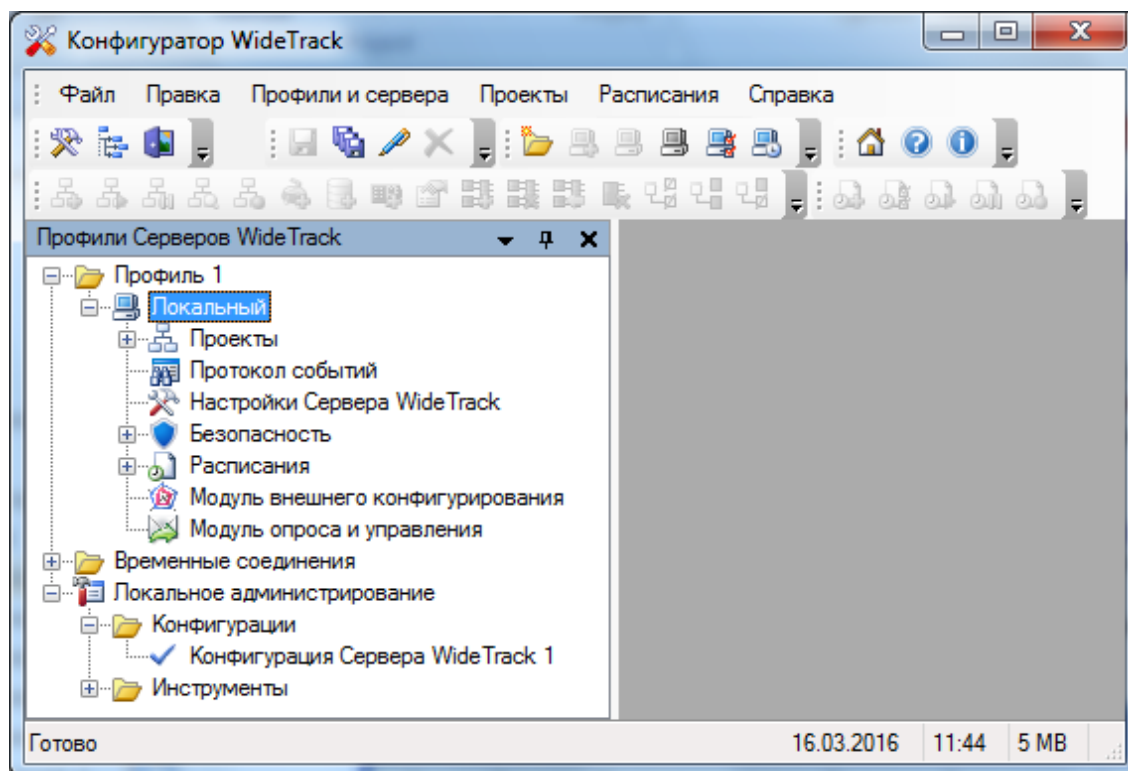 Конфигуратор WideTrack
Файл Правка Профили и сервера Проекты Расписания Справка
Профили Серверов WideTrack
Профиль 1
Локальный
Проекты
Протокол событий
Настройки Сервера WideTrack
Безопасность
Расписания
Модуль внешнего конфигурирования
Модуль опроса и управления
Временные соединения
Локальное администрирование
Конфигурации
Конфигурация Сервера WideTrack 1
Инструменты
Готово 16.03.2016 11:44 5 MB